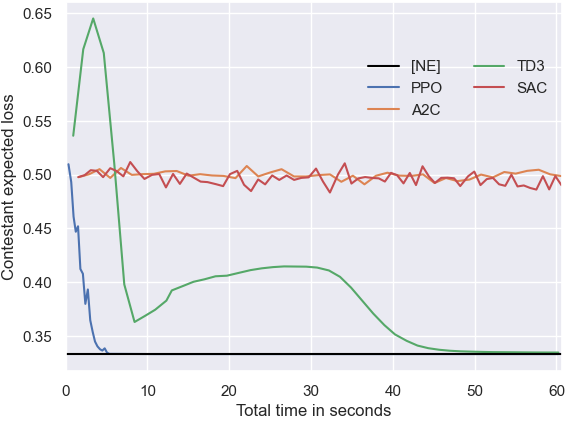 0.65
0.60
0.55
0.50
0.45
0.40
0.35
Contestant expected loss
[NE]
PPO
A2C
TD3
SAC
0 10 20 30 40 50 60
Total time in seconds